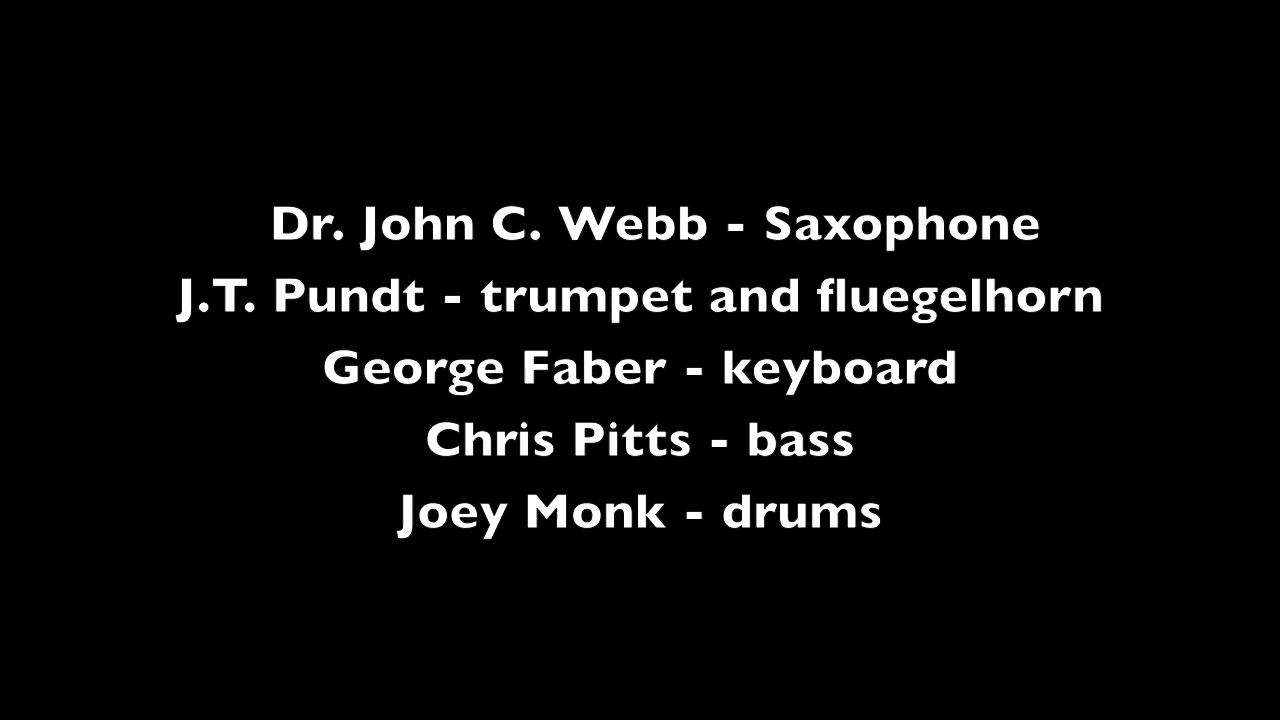 Dr. John C. Webb - Saxophone
J.T. Pundt - trumpet and fluegelhorn
George Faber - keyboard
Chris Pitts - bass
Joey Monk - drums